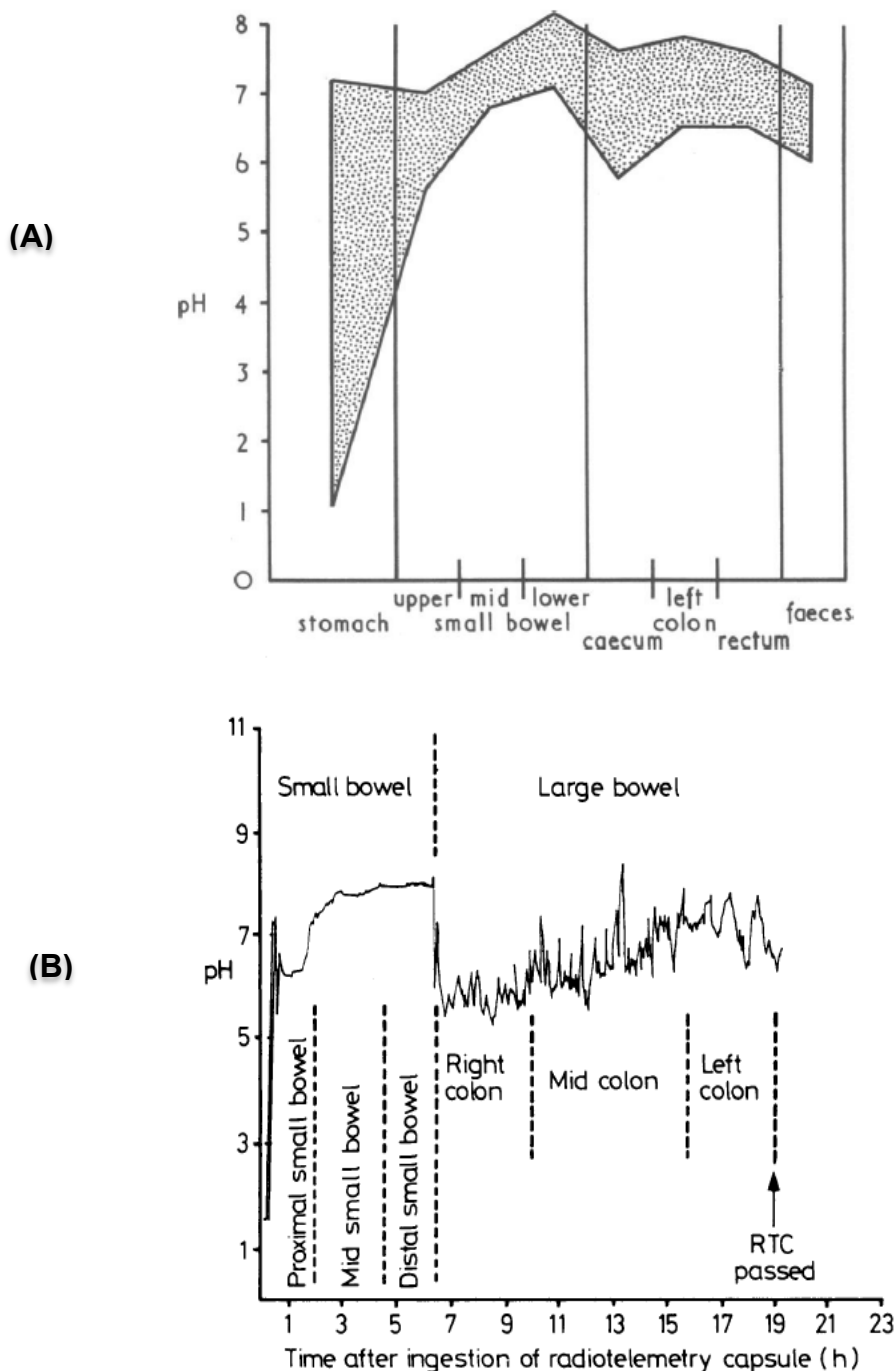 (A)
pH
8
7
6
5
4
3
2
1
O
stomach
upper mid lower
small bowel
caecum
left
colon
rectum
faeces
(B)
pH
11
9
7
5
3
1
Small bowel
Large bowel
Proximal small bowel
Mid small bowel
Distal small bowel
Right
colon
Mid colon
Left
colon
RTC
passed
1 3 5 7 9 11 13 15 17 19 21 23
Time after ingestion of radiotelemetry capsule (h)